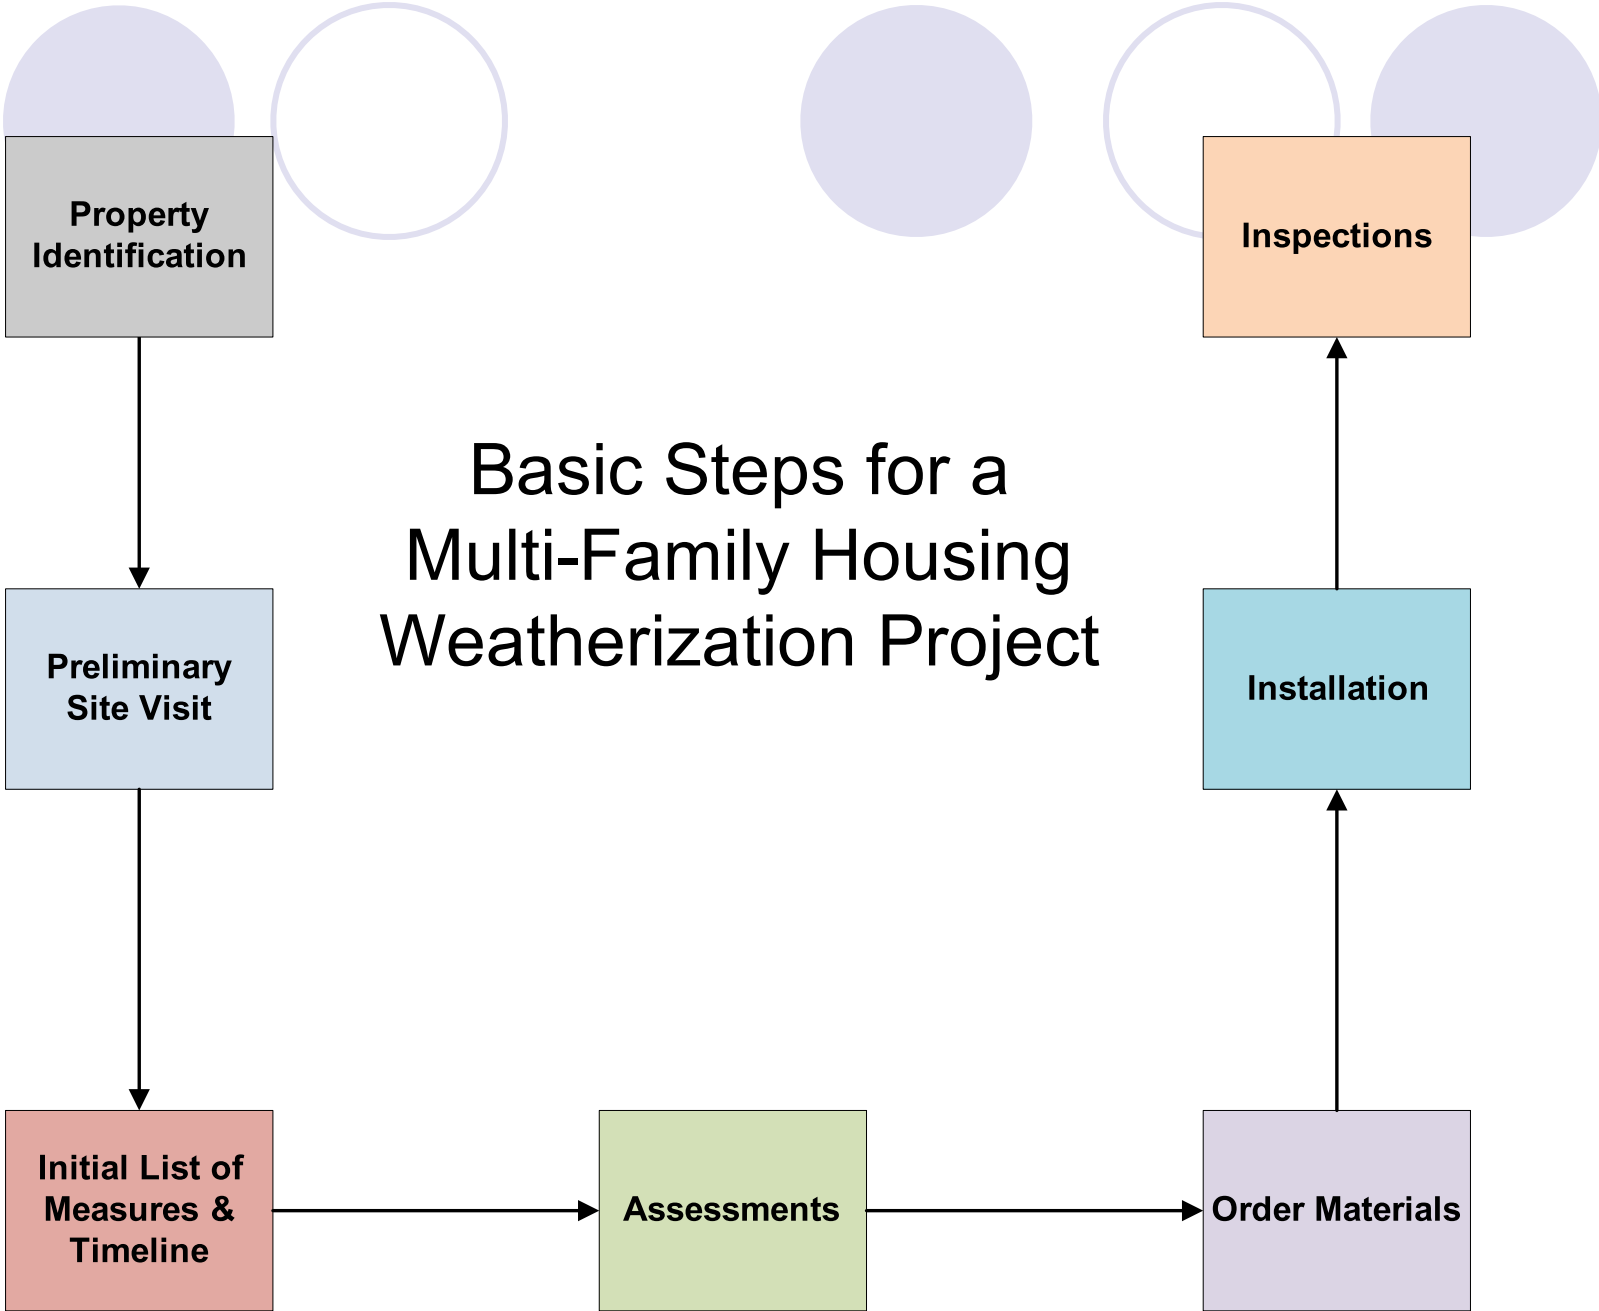 Property
Identification
Inspections
Basic Steps for a
Multi-Family Housing
Weatherization Project
Preliminary
Site Visit
Installation
Initial List of
Measures &
Timeline
Assessments
Order Materials